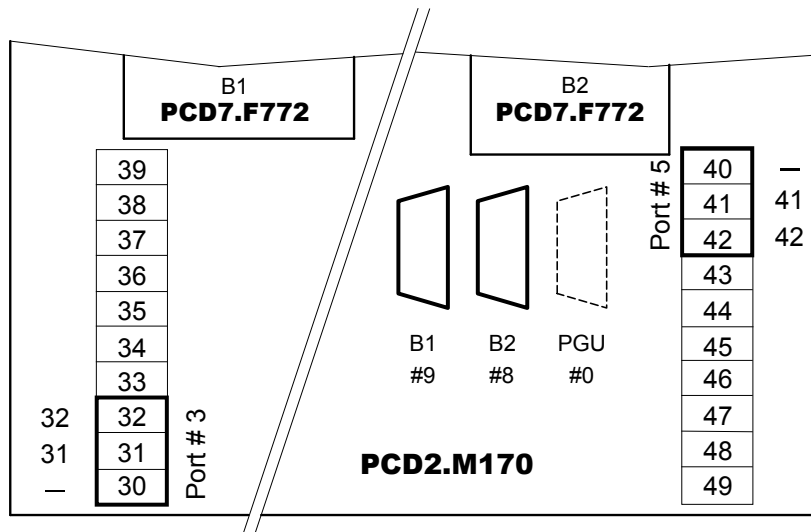 B1
PCD7.F772
B2
PCD7.F772
39
38
37
36
35
34
33
32 32
31 31
— 30
Port # 3
B1
#9
B2
#8
PGU
#0
PCD2.M170
Port # 5
40 —
41 41
42 42
43
44
45
46
47
48
49